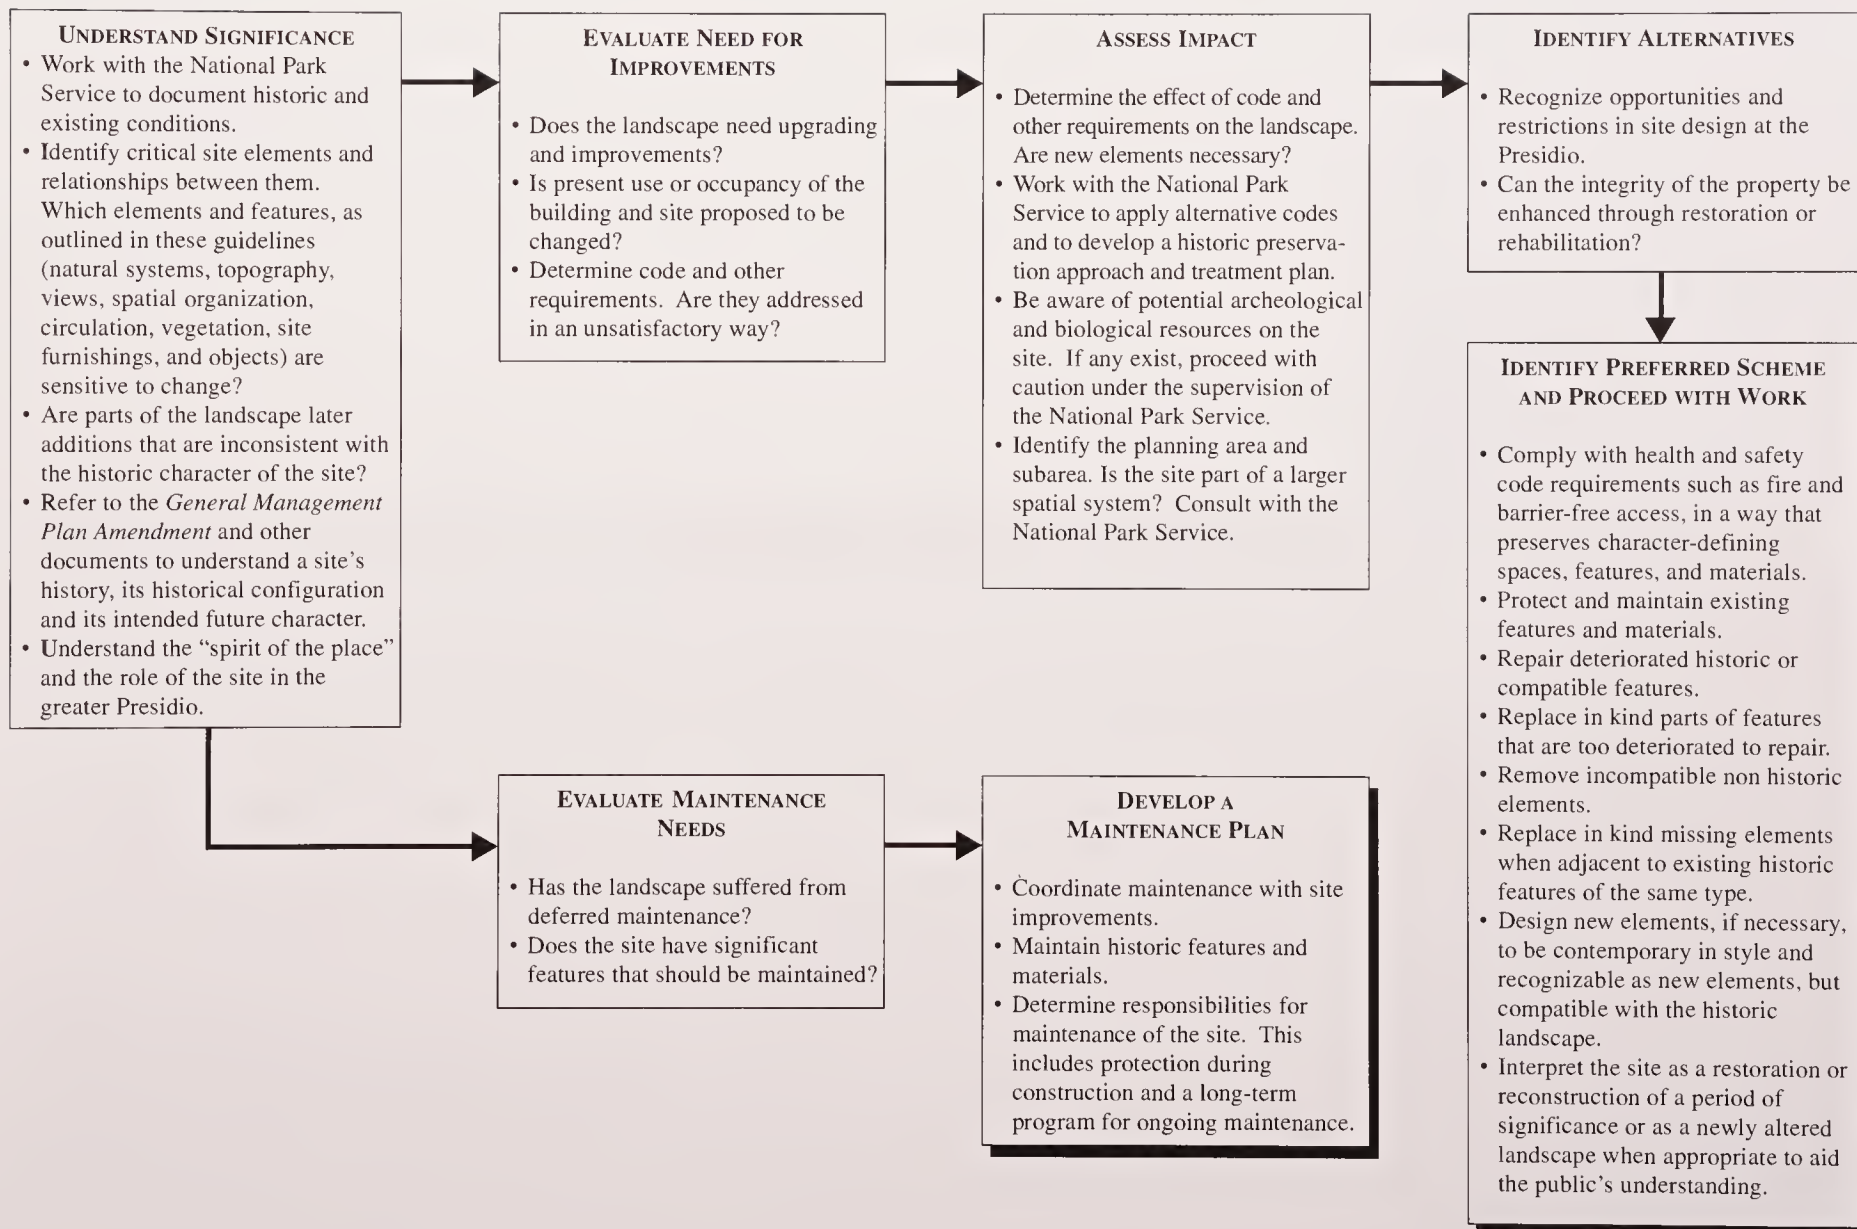 UNDERSTAND SIGNIFICANCE
• Work with the National Park
Service to document historic and
existing conditions.
• Identify critical site elements and
relationships between them.
Which elements and features, as
outlined in these guidelines
(natural systems, topography,
views, spatial organization,
circulation, vegetation, site
furnishings, and objects) are
sensitive to change?
• Are parts of the landscape later
additions that are inconsistent with
the historic character of the site?
• Refer to the General Management
Plan Amendment and other
documents to understand a site's
history, its historical configuration
and its intended future character.
• Understand the “spirit of the place”
and the role of the site in the
greater Presidio.
EVALUATE NEED FOR
IMPROVEMENTS
• Does the landscape need upgrading
and improvements?
• Is present use or occupancy of the
building and site proposed to be
changed?
• Determine code and other
requirements. Are they addressed
in an unsatisfactory way?
ASSESS IMPACT
• Determine the effect of code and
other requirements on the landscape.
Are new elements necessary?
• Work with the National Park
Service to apply alternative codes
and to develop a historic preserva-
tion approach and treatment plan.
• Be aware of potential archeological
and biological resources on the
site. If any exist, proceed with
caution under the supervision of
the National Park Service.
• Identify the planning area and
subarea. Is the site part of a larger
spatial system? Consult with the
National Park Service.
IDENTIFY ALTERNATIVES
• Recognize opportunities and
restrictions in site design at the
Presidio.
• Can the integrity of the property be
enhanced through restoration or
rehabilitation?
IDENTIFY PREFERRED SCHEME
AND PROCEED WITH WORK
• Comply with health and safety
code requirements such as fire and
barrier-free access, in a way that
preserves character-defining
spaces, features, and materials.
• Protect and maintain existing
features and materials.
• Repair deteriorated historic or
compatible features.
• Replace in kind parts of features
that are too deteriorated to repair.
• Remove incompatible non historic
elements.
• Replace in kind missing elements
when adjacent to existing historic
features of the same type.
• Design new elements, if necessary,
to be contemporary in style and
recognizable as new elements, but
compatible with the historic
landscape.
• Interpret the site as a restoration or
reconstruction of a period of
significance or as a newly altered
landscape when appropriate to aid
the public's understanding.
EVALUATE MAINTENANCE
NEEDS
• Has the landscape suffered from
deferred maintenance?
• Does the site have significant
features that should be maintained?
DEVELOP A
MAINTENANCE PLAN
• Coordinate maintenance with site
improvements.
• Maintain historic features and
materials.
• Determine responsibilities for
maintenance of the site. This
includes protection during
construction and a long-term
program for ongoing maintenance.